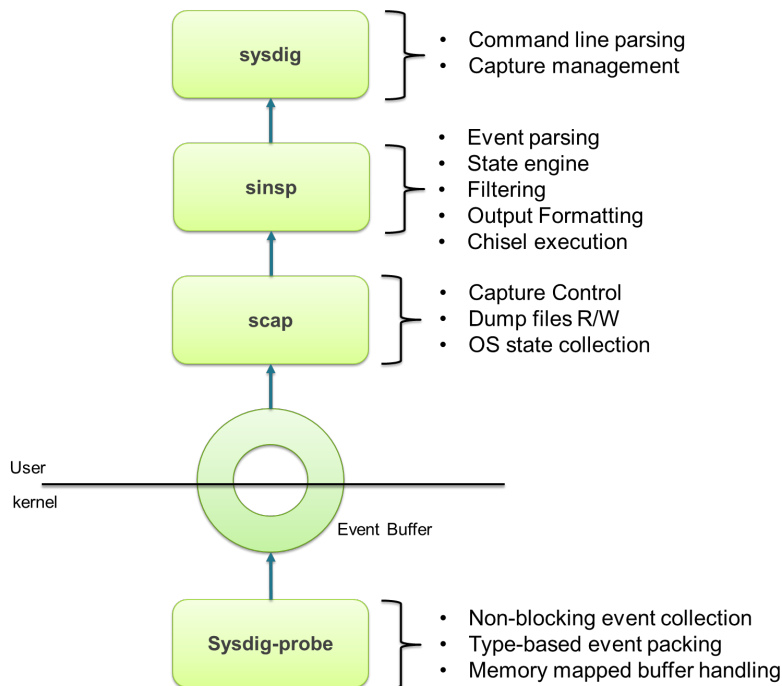 sysdig
• Command line parsing
• Capture management
sinsp
• Event parsing
• State engine
• Filtering
• Output Formatting
• Chisel execution
scap
• Capture Control
• Dump files R/W
• OS state collection
User
kernel
Event Buffer
Sysdig-probe
• Non-blocking event collection
• Type-based event packing
• Memory mapped buffer handling